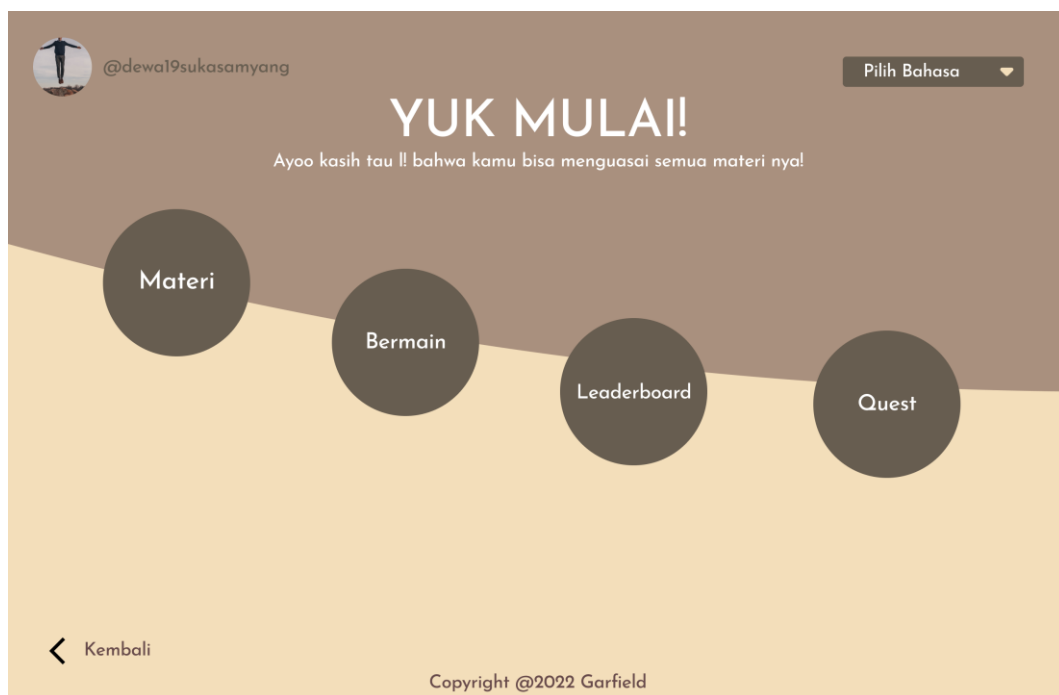 @dewa19sukasamyang
Pilih Bahasa
YUK MULAI!
Ayoo kasih tau l! bahwa kamu bisa menguasai semua materi nya!
Materi
Bermain
Leaderboard
Quest
Kembali
Copyright @2022 Garfield